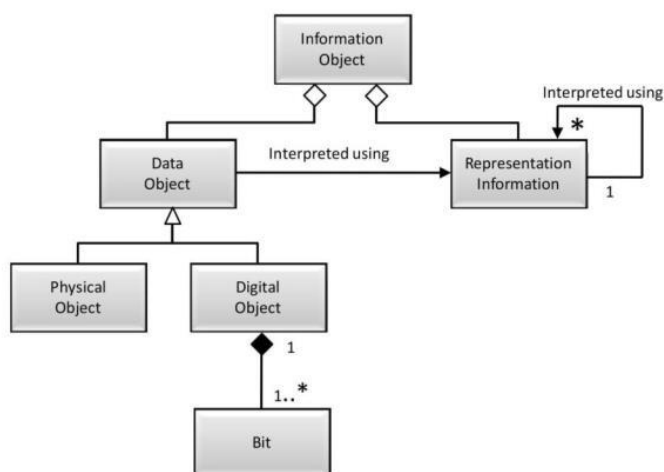 Information
Object
Interpreted using
*
Data
Object
Interpreted using
Representation
Information
1
Physical
Object
Digital
Object
1
1..*
Bit